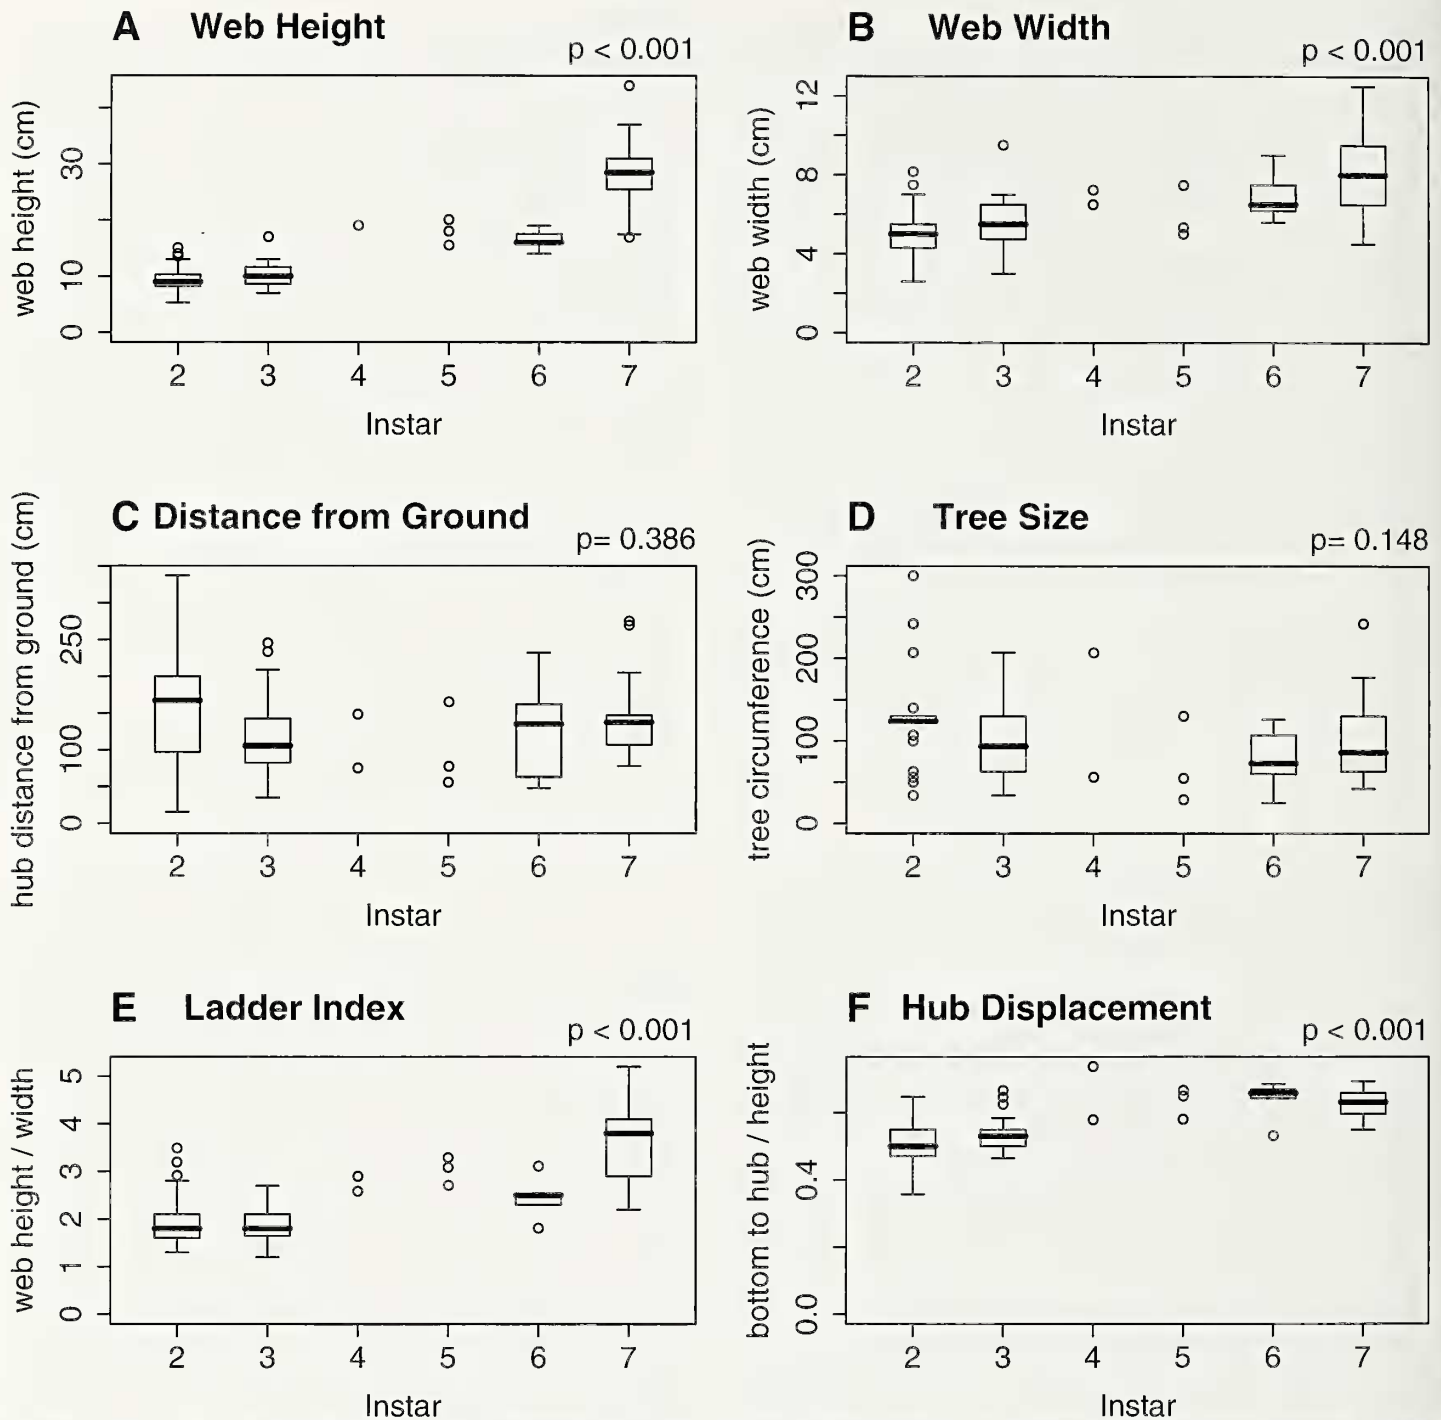 A Web Height
p < 0.001
web height (cm)
30
10
0
2 3 4 5 6 7
Instar
B Web Width
p < 0.001
web width (cm)
12
8
4
0
2 3 4 5 6 7
Instar
C Distance from Ground
p= 0.386
hub distance from ground (cm)
250
100
0
2 3 4 5 6 7
Instar
D Tree Size
p= 0.148
tree circumference (cm)
300
200
100
0
2 3 4 5 6 7
Instar
E Ladder Index
p < 0.001
web height / width
5
4
3
2
1
0
2 3 4 5 6 7
Instar
F Hub Displacement
p < 0.001
bottom to hub / height
0.4
0.0
2 3 4 5 6 7
Instar